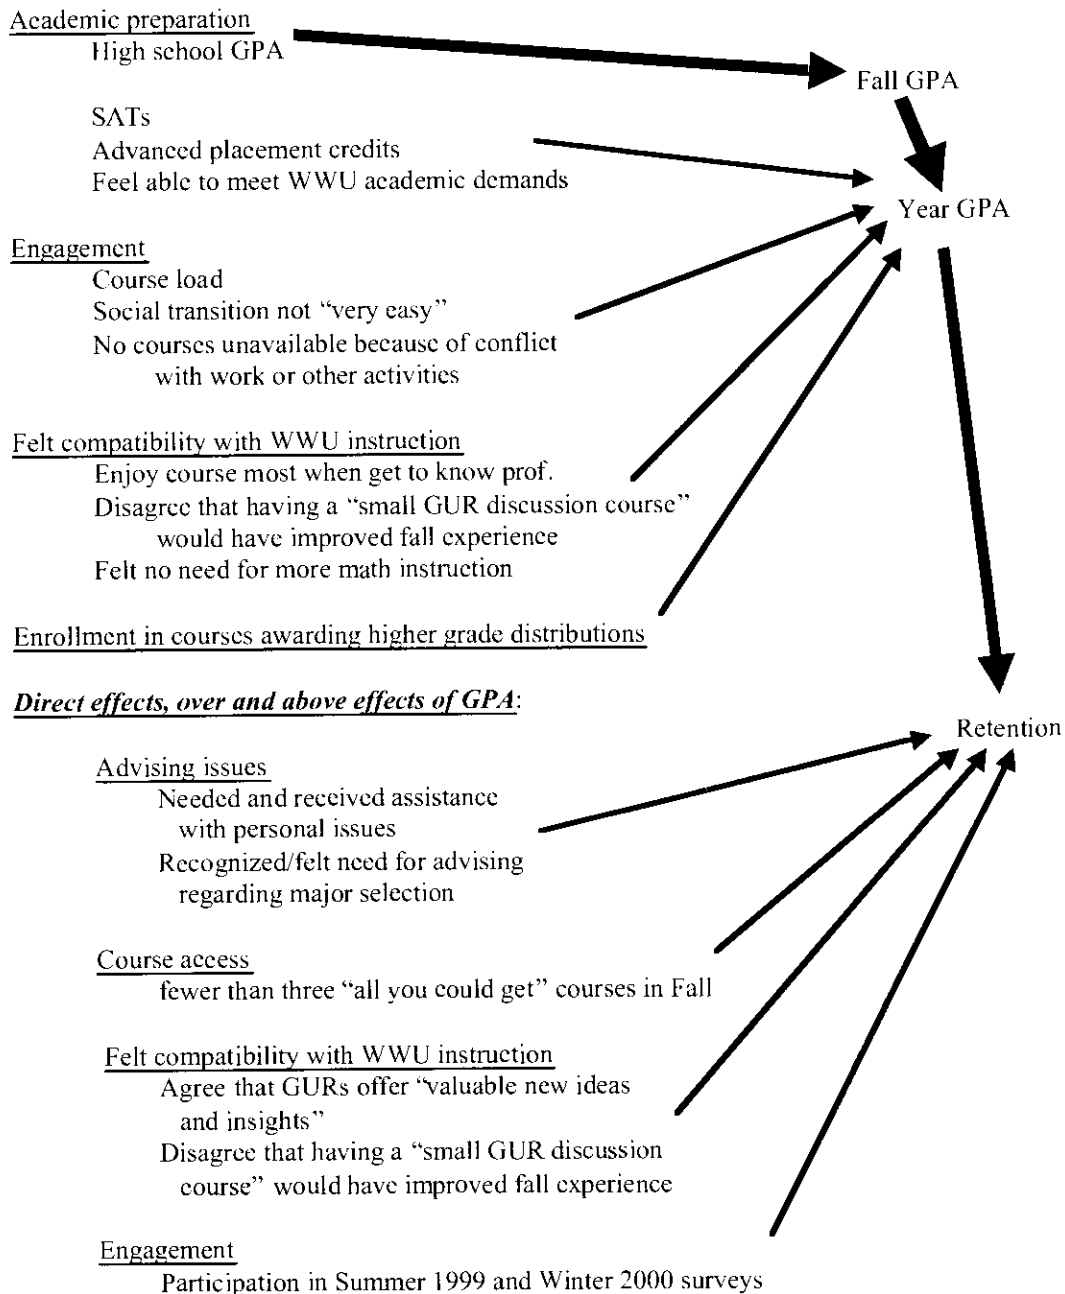 Academic preparation
High school GPA
Fall GPA
SATs
Advanced placement credits
Feel able to meet WWU academic demands
Year GPA
Engagement
Course load
Social transition not “very easy”
No courses unavailable because of conflict
with work or other activities
Felt compatibility with WWU instruction
Enjoy course most when get to know prof.
Disagree that having a “small GUR discussion course”
would have improved fall experience
Felt no need for more math instruction
Enrollment in courses awarding higher grade distributions
Direct effects, over and above effects of GPA:
Retention
Advising issues
Needed and received assistance
with personal issues
Recognized/felt need for advising
regarding major selection
Course access
fewer than three “all you could get” courses in Fall
Felt compatibility with WWU instruction
Agree that GURs offer “valuable new ideas
and insights”
Disagree that having a “small GUR discussion
course” would have improved fall experience
Engagement
Participation in Summer 1999 and Winter 2000 surveys